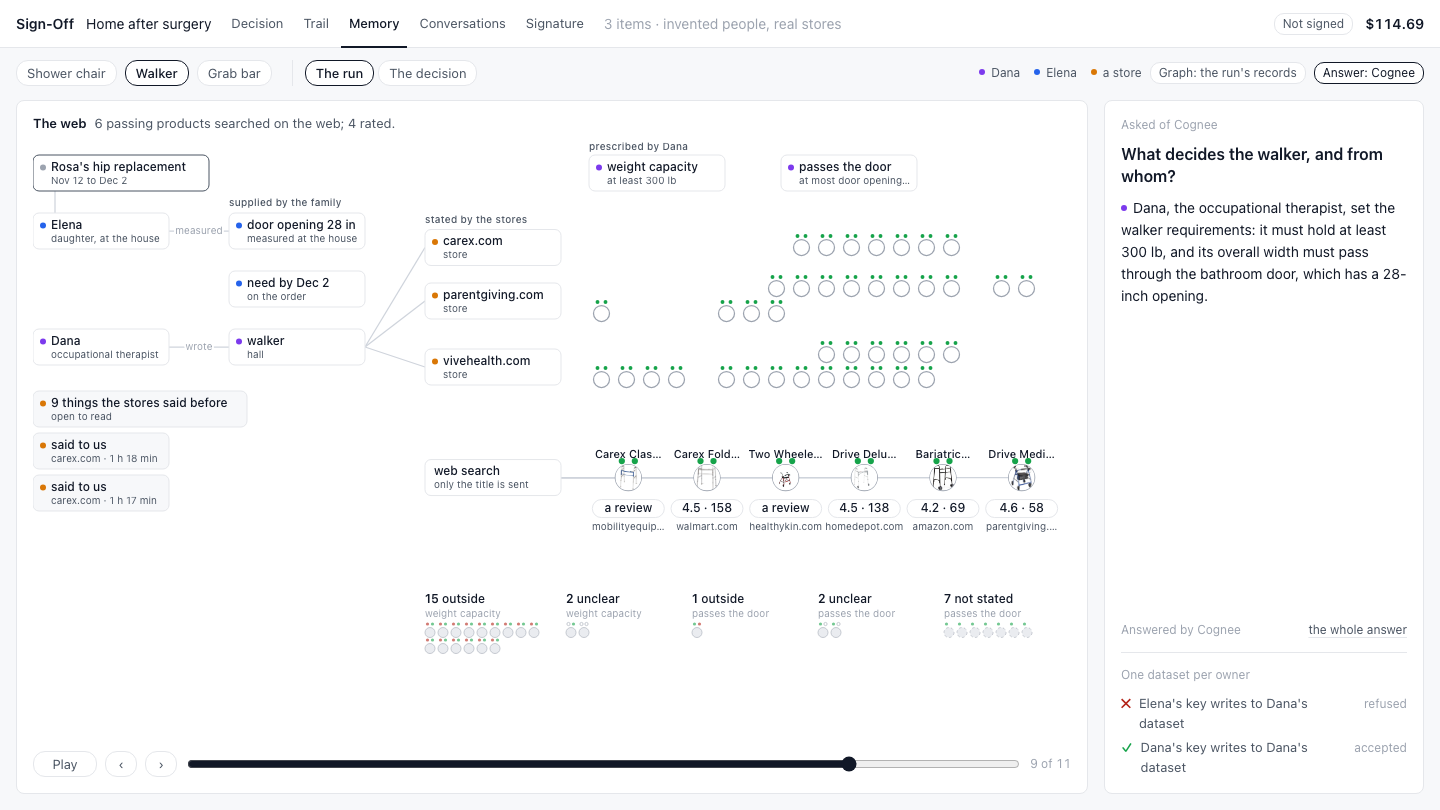 Sign-Off Home after surgery Decision Trail Memory Conversations Signature 3 items · invented people, real stores Not signed $114.69
Shower chair Walker Grab bar The run The decision Dana Elena a store Graph: the run's records Answer: Cognee
The web 6 passing products searched on the web; 4 rated.
prescribed by Dana
Rosa's hip replacement
Nov 12 to Dec 2
weight capacity
at least 300 lb
passes the door
at most door opening...
supplied by the family
Elena
daughter, at the house
measured
door opening 28 in
measured at the house
stated by the stores
carex.com
store
need by Dec 2
on the order
parentgiving.com
store
Dana
occupational therapist
wrote
walker
hall
vivehealth.com
store
9 things the stores said before
open to read
said to us
carex.com · 1 h 18 min
said to us
carex.com · 1 h 17 min
web search
only the title is sent
Carex Clas... Carex Fold... Two Wheele... Drive Delu... Bariatric... Drive Medi...
a review 4.5 · 158 a review 4.5 · 138 4.2 · 69 4.6 · 58
mobilityequip... walmart.com healthykin.com homedepot.com amazon.com parentgiving....
15 outside 2 unclear 1 outside 2 unclear 7 not stated
weight capacity weight capacity passes the door passes the door passes the door
Play ‹ › 9 of 11
Asked of Cognee
What decides the walker, and from
whom?
Dana, the occupational therapist, set the
walker requirements: it must hold at least
300 lb, and its overall width must pass
through the bathroom door, which has a 28-
inch opening.
Answered by Cognee the whole answer
One dataset per owner
Elena's key writes to Dana's refused
dataset
Dana's key writes to Dana's accepted
dataset